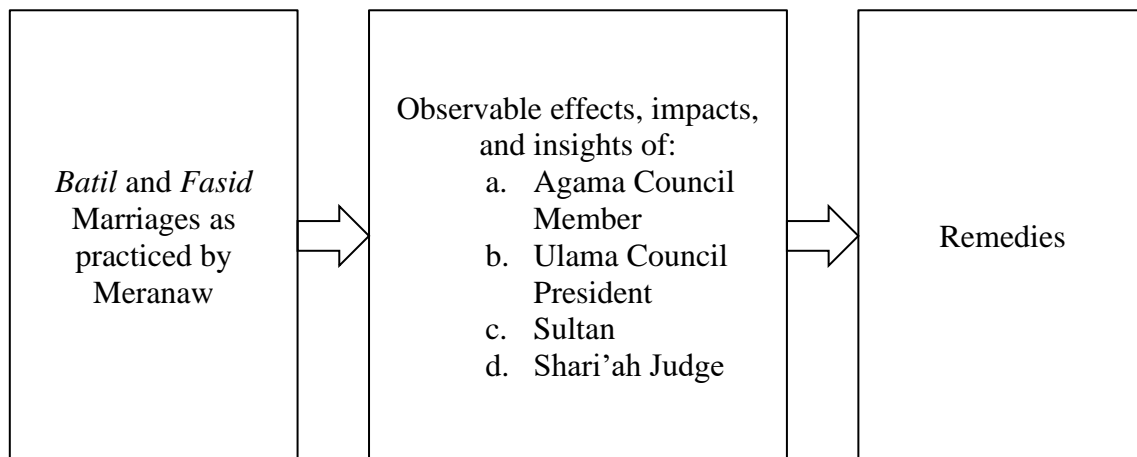 Batil and Fasid
Marriages as
practiced by
Meranaw
Observable effects, impacts,
and insights of:
a. Agama Council
Member
b. Ulama Council
President
c. Sultan
d. Shari’ah Judge
Remedies